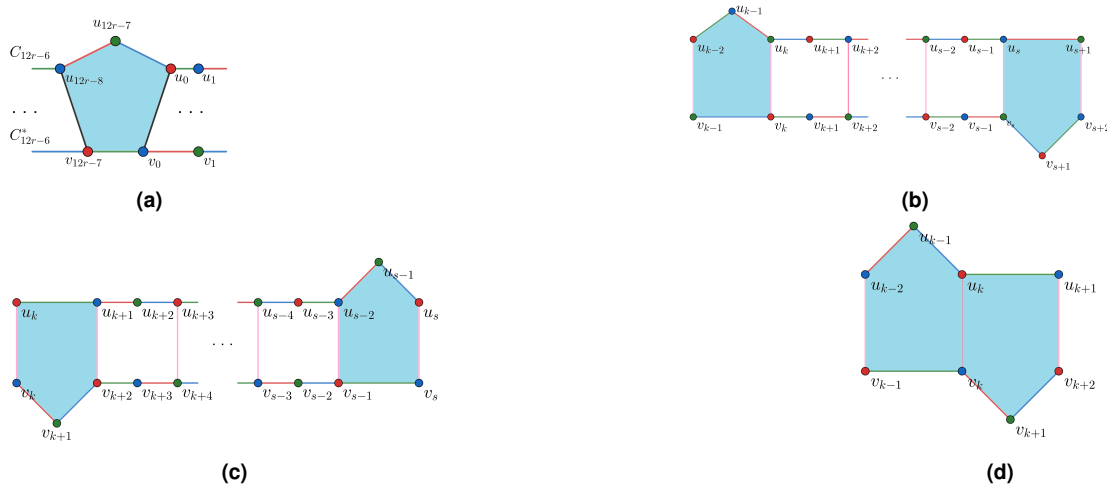 u_{12r-7}
C_{12r-6}
u_{12r-8} u_0 u_1
. . . . . .
C^*_{12r-6}
v_{12r-7} v_0 v_1
(a)
u_{k-1}
u_{k-2} u_k u_{k+1} u_{k+2} u_{s-2} u_{s-1} u_s u_{s+1}
. . .
v_{k-1} v_k v_{k+1} v_{k+2} v_{s-2} v_{s-1} v_{s+2}
v_{s+1}
(b)
u_{s-1}
u_k u_{k+1} u_{k+2} u_{k+3} u_{s-4} u_{s-3} u_{s-2} u_s
. . .
v_k v_{k+2} v_{k+3} v_{k+4} v_{s-3} v_{s-2} v_{s-1} v_s
v_{k+1}
(c)
u_{k-1}
u_{k-2} u_k u_{k+1}
v_{k-1} v_k v_{k+2}
v_{k+1}
(d)